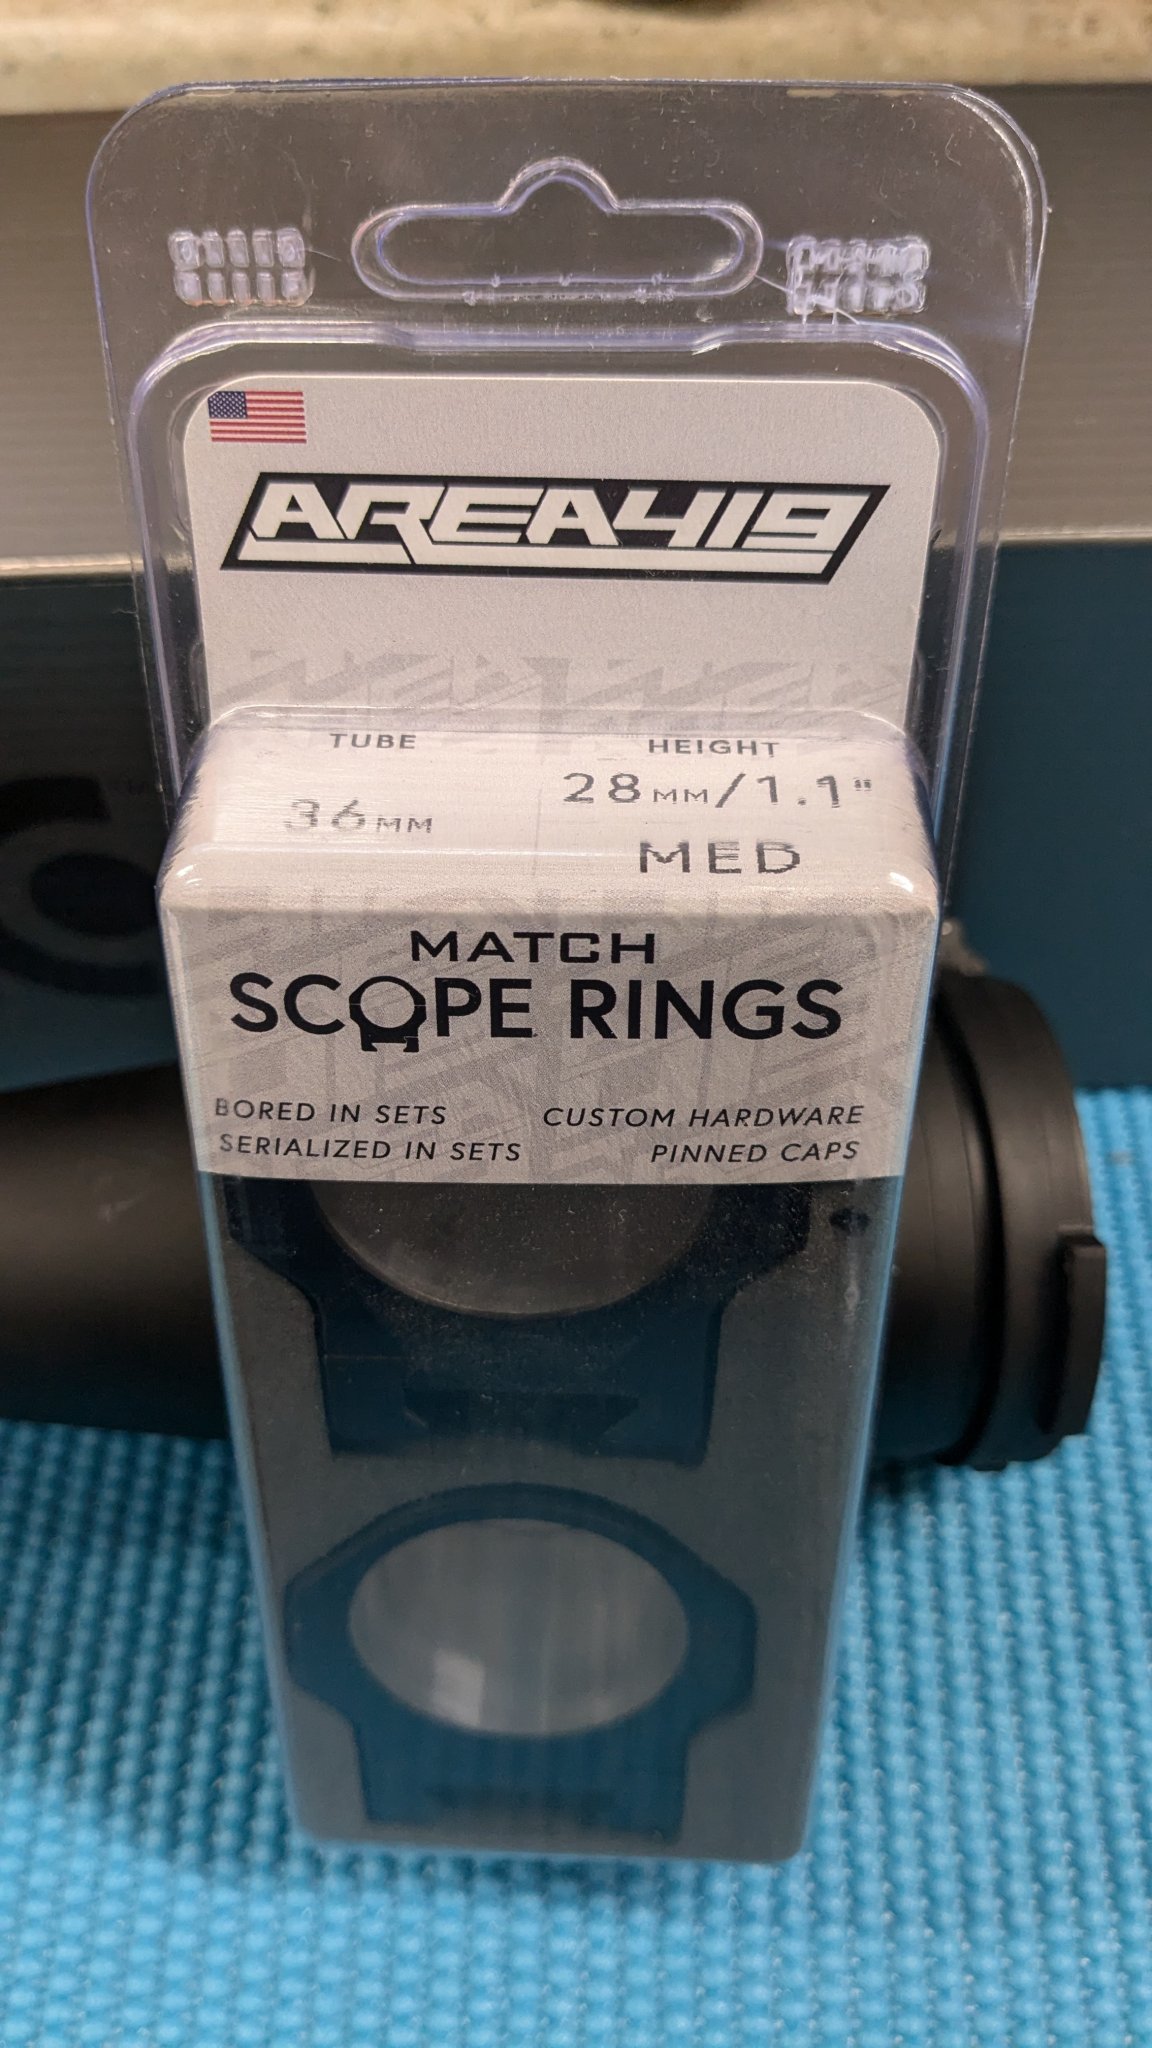 AREA419
TUBE
HEIGHT
36MM
28MM/1.1"
MED
MATCH
SCOPE RINGS
BORED IN SETS
CUSTOM HARDWARE
SERIALIZED IN SETS
PINNED CAPS